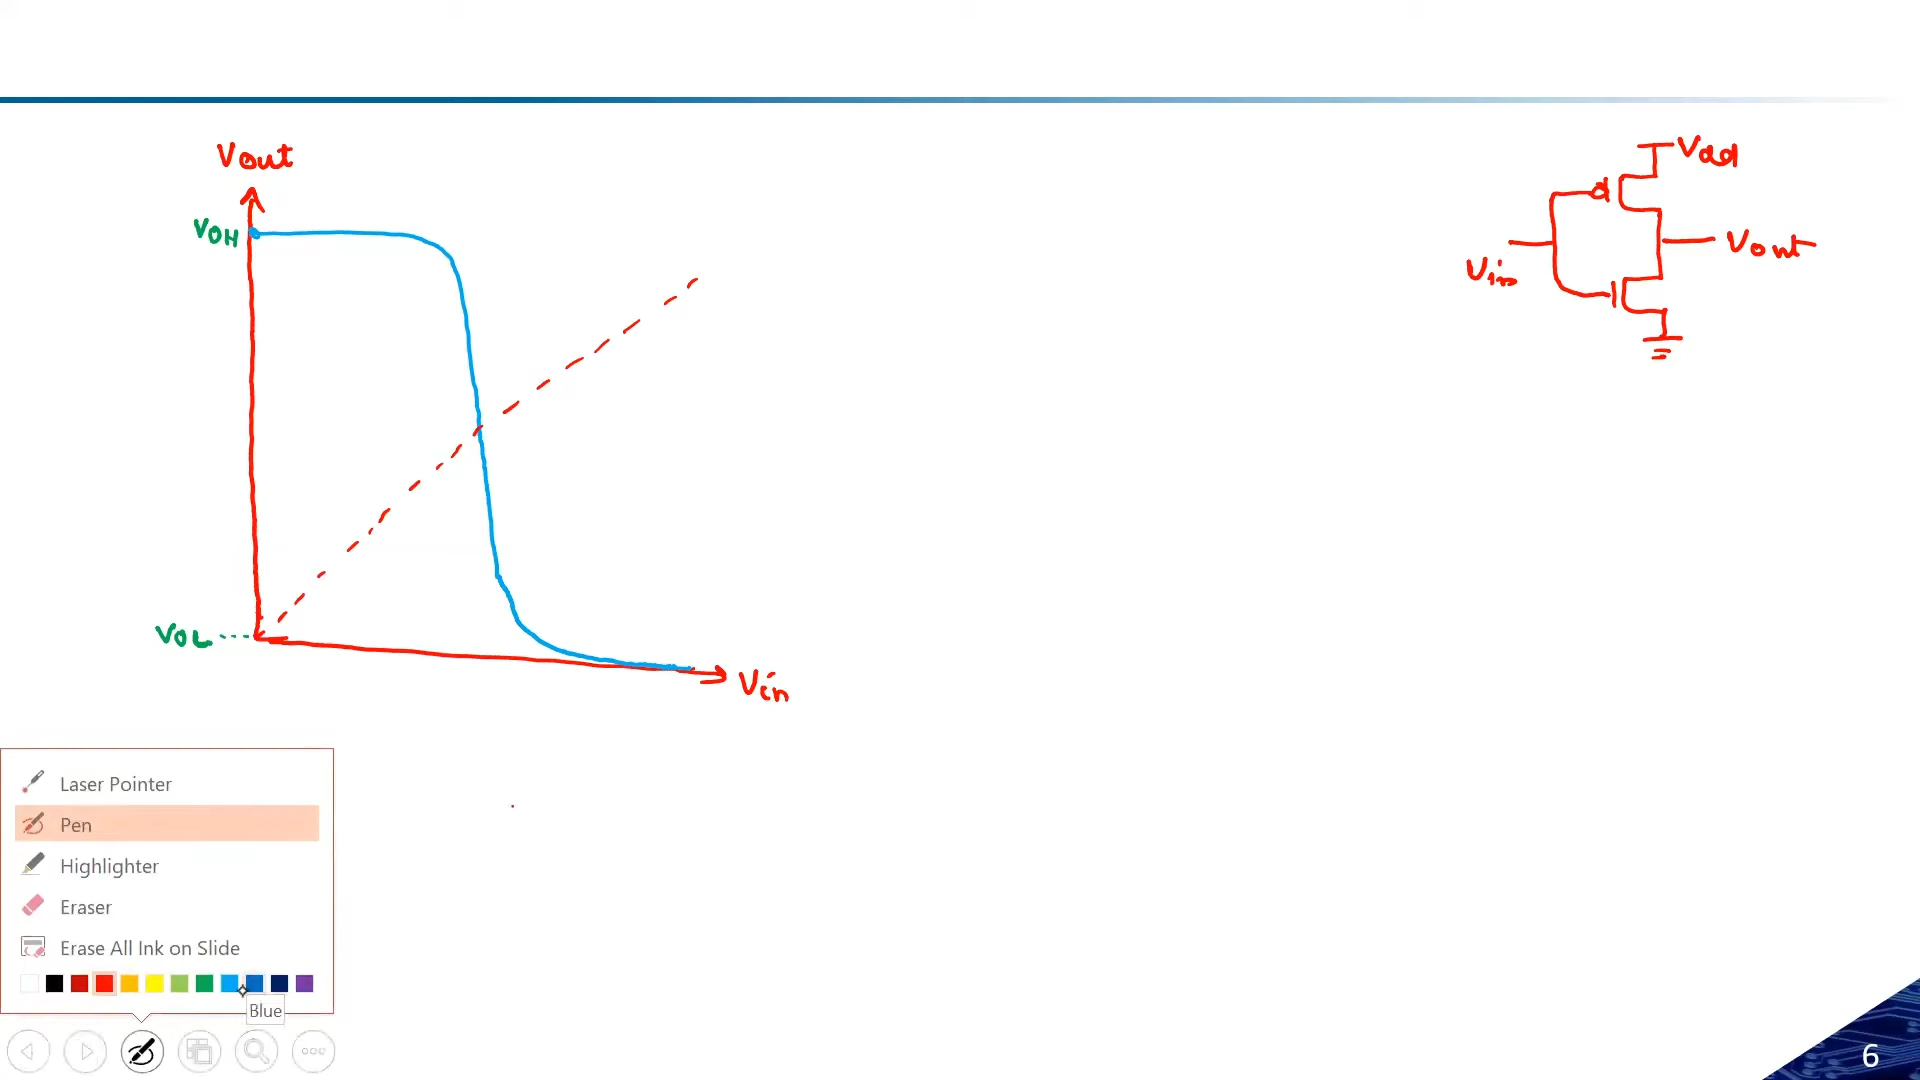 Vout
VOH
VOL
Vin
Vdd
Vin
Vout
Laser Pointer
Pen
Highlighter
Eraser
Erase All Ink on Slide
Blue
6